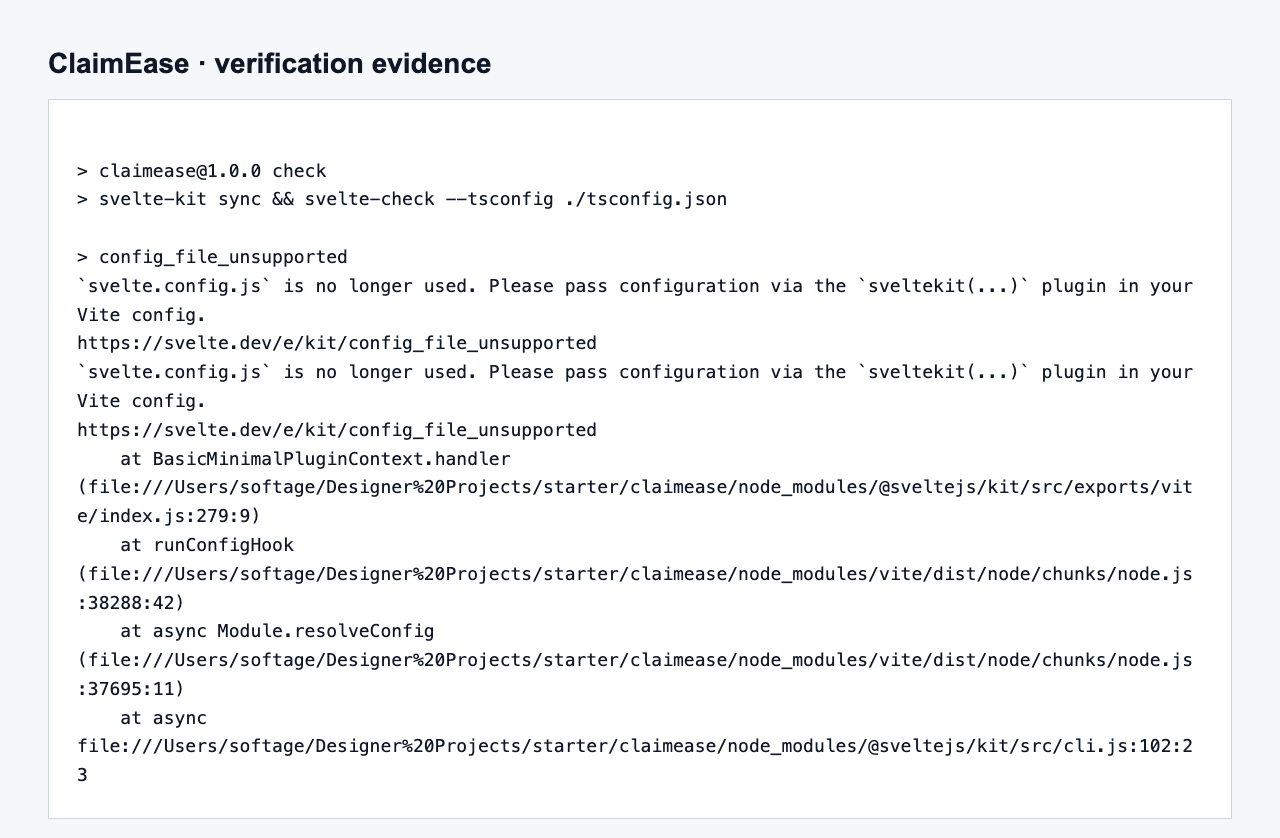 ClaimEase · verification evidence
> claimease@1.0.0 check
> svelte-kit sync && svelte-check --tsconfig ./tsconfig.json
> config_file_unsupported
`svelte.config.js` is no longer used. Please pass configuration via the `sveltekit(...)` plugin in your
Vite config.
https://svelte.dev/e/kit/config_file_unsupported
`svelte.config.js` is no longer used. Please pass configuration via the `sveltekit(...)` plugin in your
Vite config.
https://svelte.dev/e/kit/config_file_unsupported
    at BasicMinimalPluginContext.handler
(file:///Users/softage/Designer%20Projects/starter/claimease/node_modules/@sveltejs/kit/src/exports/vit
e/index.js:279:9)
    at runConfigHook
(file:///Users/softage/Designer%20Projects/starter/claimease/node_modules/vite/dist/node/chunks/node.js
:38288:42)
    at async Module.resolveConfig
(file:///Users/softage/Designer%20Projects/starter/claimease/node_modules/vite/dist/node/chunks/node.js
:37695:11)
    at async
file:///Users/softage/Designer%20Projects/starter/claimease/node_modules/@sveltejs/kit/src/cli.js:102:2
3